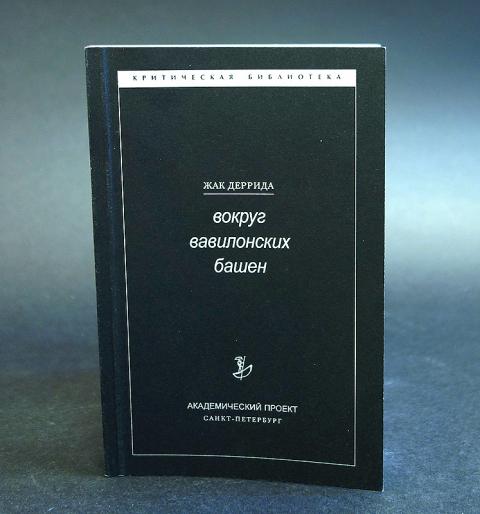 КРИТИЧЕСКАЯ БИБЛИОТЕКА
ЖАК ДЕРРИДА
вокруг
вавилонских
башен
АКАДЕМИЧЕСКИЙ ПРОЕКТ
САНКТ-ПЕТЕРБУРГ